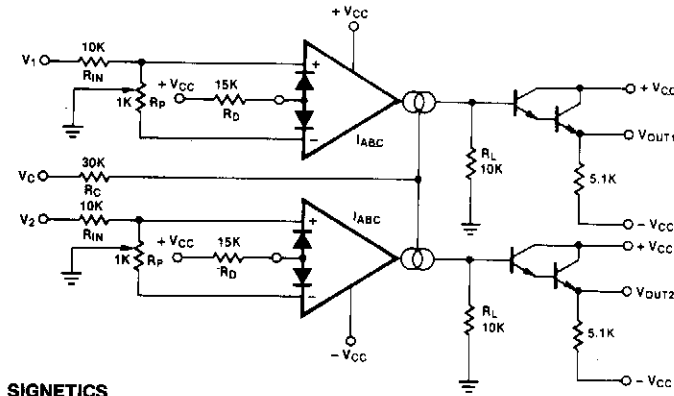 + VCC
V1 10K RIN
1K RP
+ VCC 15K RD
+
−
IABC
+ VCC
VOUT1
RL 10K
5.1K
− VCC
VC 30K RC
V2 10K RIN
1K RP
+ VCC 15K RD
+
−
IABC
− VCC
+ VCC
VOUT2
RL 10K
5.1K
− VCC
SIGNETICS